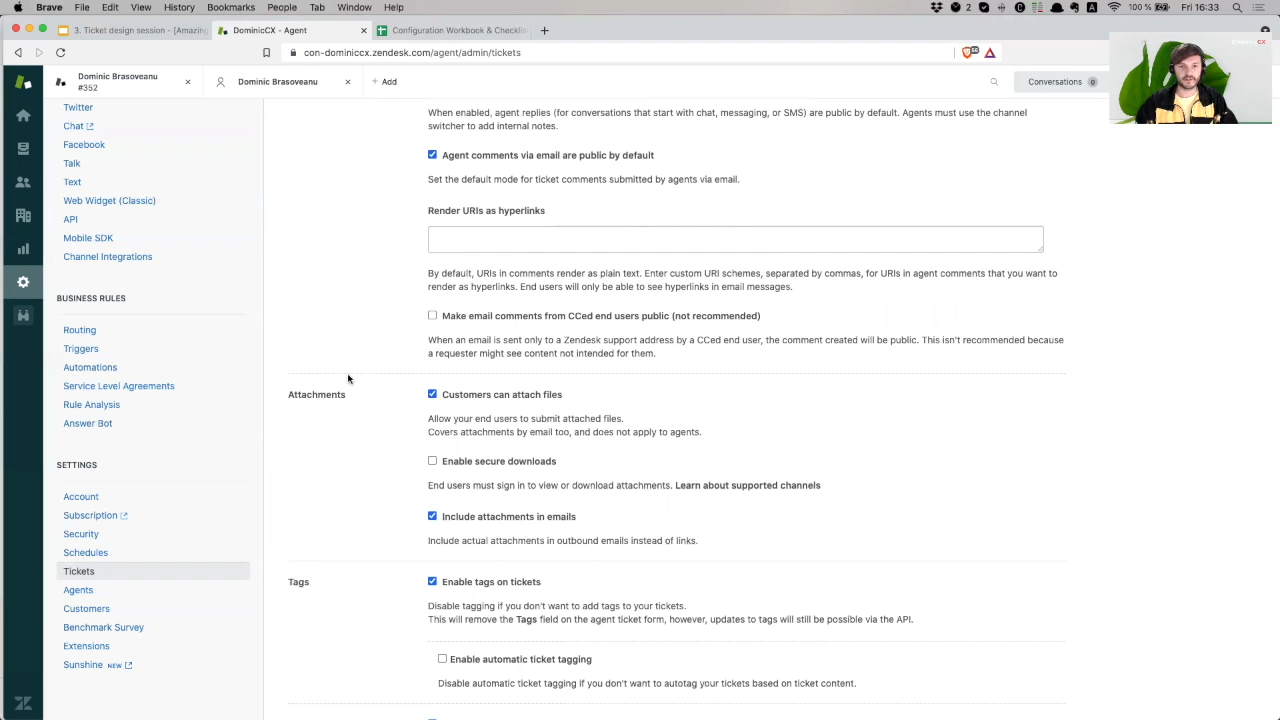 Brave File Edit View History Bookmarks People Tab Window Help
2
100 %
Fri 16:33
3. Ticket design session - [Amazing
DominicCX - Agent
Configuration Workbook & Checklis
con-dominiccx.zendesk.com/agent/admin/tickets
Dominic Brasoveanu
#352
Dominic Brasoveanu
+ Add
Conversations 0
Twitter
Chat
Facebook
Talk
Text
Web Widget (Classic)
API
Mobile SDK
Channel Integrations
BUSINESS RULES
Routing
Triggers
Automations
Service Level Agreements
Rule Analysis
Answer Bot
SETTINGS
Account
Subscription
Security
Schedules
Tickets
Agents
Customers
Benchmark Survey
Extensions
Sunshine NEW
When enabled, agent replies (for conversations that start with chat, messaging, or SMS) are public by default. Agents must use the channel
switcher to add internal notes.
Agent comments via email are public by default
Set the default mode for ticket comments submitted by agents via email.
Render URIs as hyperlinks
By default, URIs in comments render as plain text. Enter custom URI schemes, separated by commas, for URIs in agent comments that you want to
render as hyperlinks. End users will only be able to see hyperlinks in email messages.
Make email comments from CCed end users public (not recommended)
When an email is sent only to a Zendesk support address by a CCed end user, the comment created will be public. This isn't recommended because
a requester might see content not intended for them.
Attachments
Customers can attach files
Allow your end users to submit attached files.
Covers attachments by email too, and does not apply to agents.
Enable secure downloads
End users must sign in to view or download attachments. Learn about supported channels
Include attachments in emails
Include actual attachments in outbound emails instead of links.
Tags
Enable tags on tickets
Disable tagging if you don't want to add tags to your tickets.
This will remove the Tags field on the agent ticket form, however, updates to tags will still be possible via the API.
Enable automatic ticket tagging
Disable automatic ticket tagging if you don't want to autotag your tickets based on ticket content.